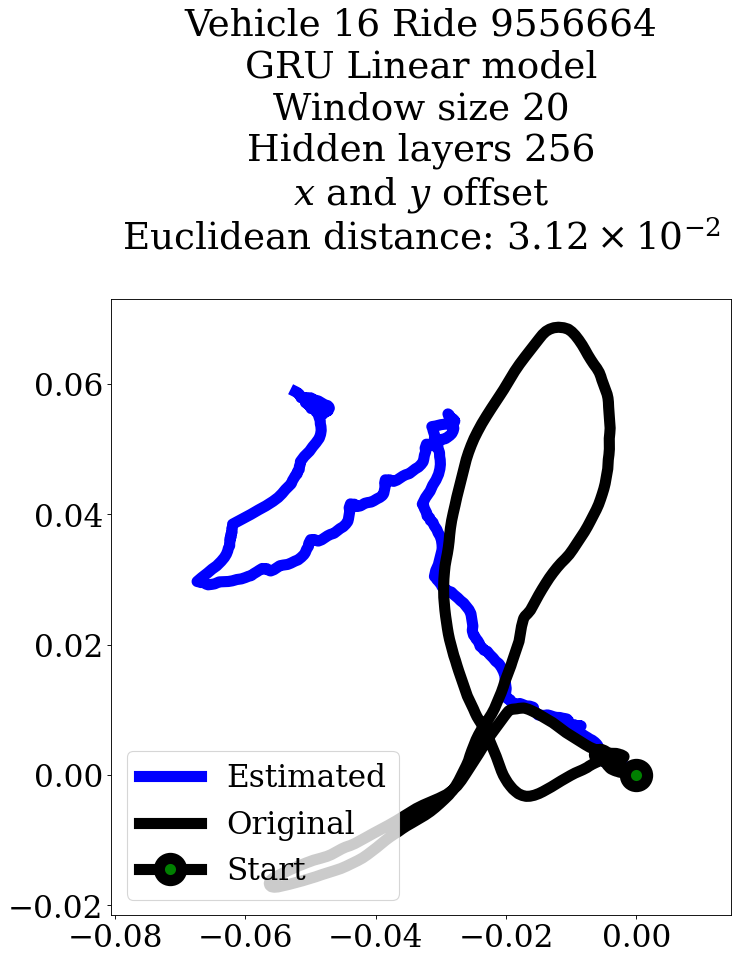 Vehicle 16 Ride 9556664
GRU Linear model
Window size 20
Hidden layers 256
x and y offset
Euclidean distance: 3.12 × 10⁻²
0.06
0.04
0.02
0.00
−0.02
Estimated
Original
Start
−0.08 −0.06 −0.04 −0.02 0.00